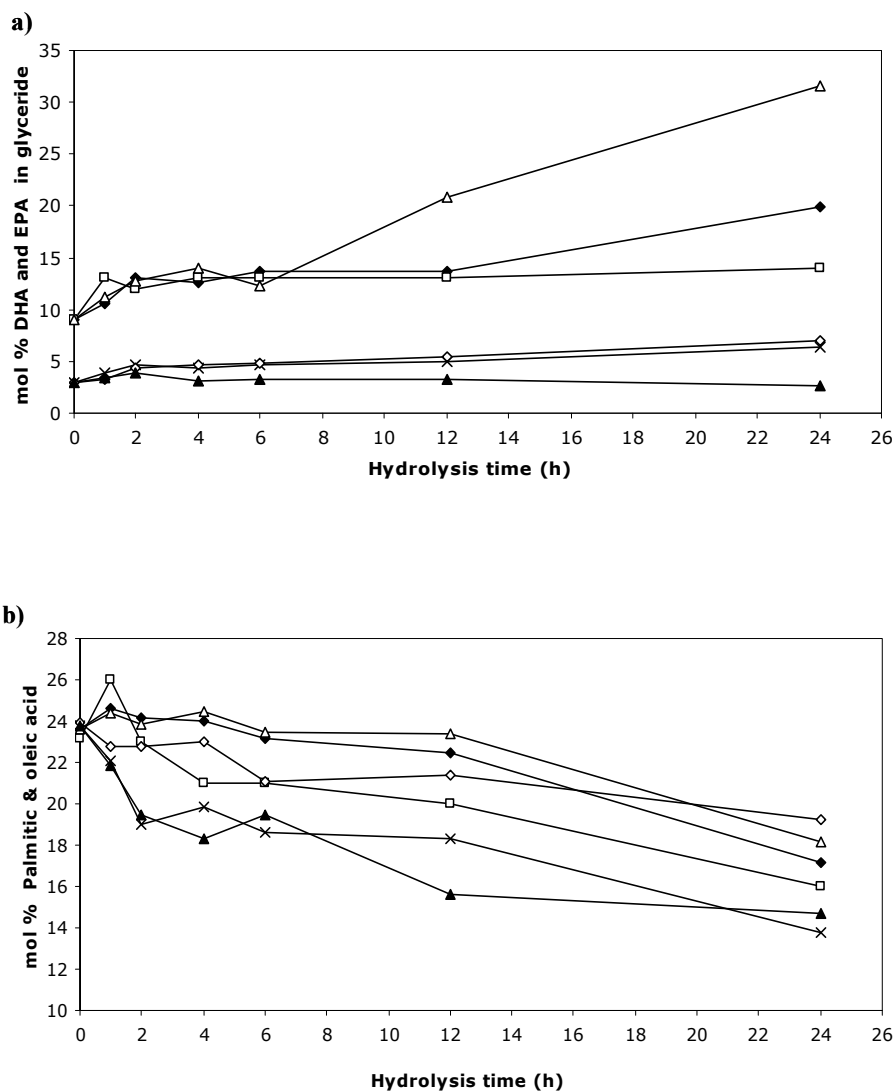 a)
mol % DHA and EPA in glyceride
35
30
25
20
15
10
5
0
0 2 4 6 8 10 12 14 16 18 20 22 24 26
Hydrolysis time (h)
b)
mol % Palmitic & oleic acid
28
26
24
22
20
18
16
14
12
10
0 2 4 6 8 10 12 14 16 18 20 22 24 26
Hydrolysis time (h)